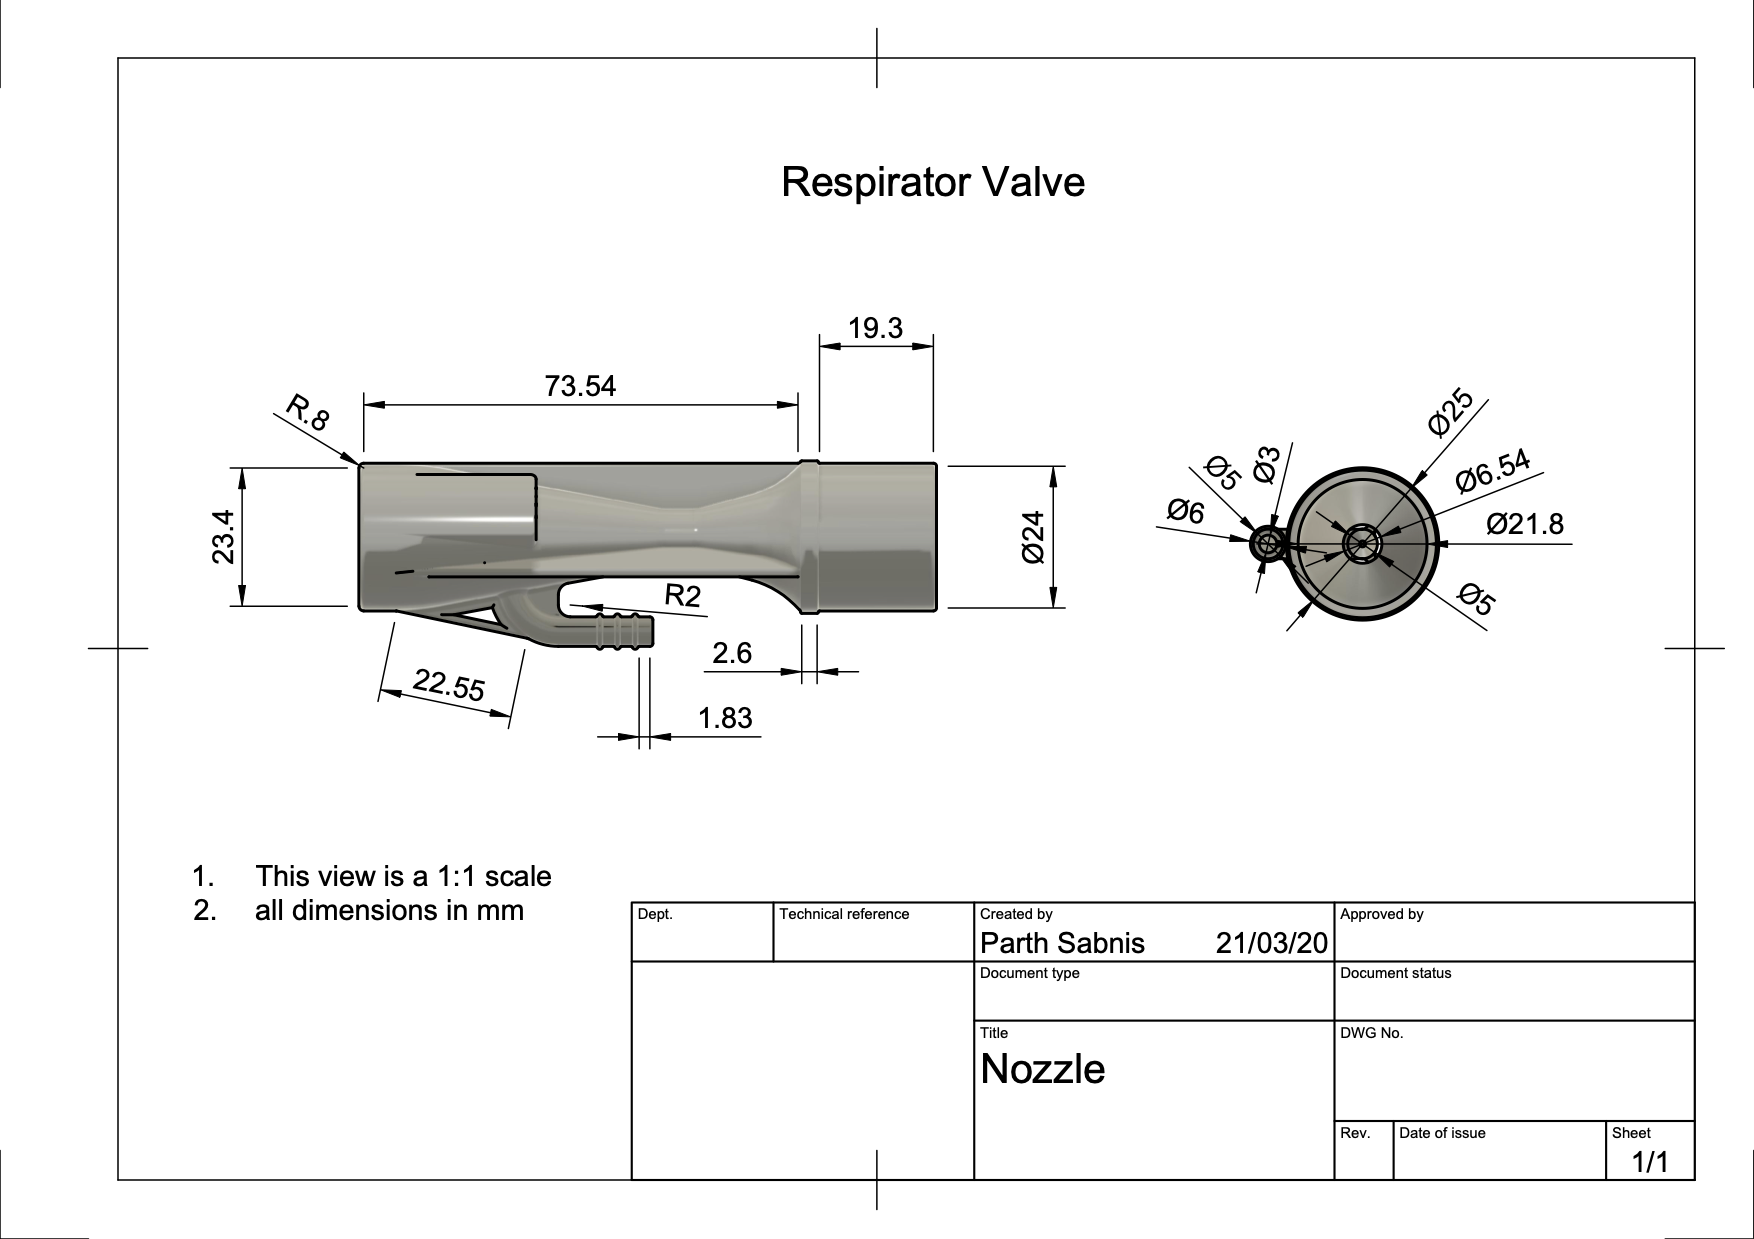 Respirator Valve
19.3
73.54
R.8
23.4
Ø24
R2
2.6
22.55
1.83
Ø25
Ø3
Ø5
Ø6.54
Ø6
Ø21.8
Ø5
1. This view is a 1:1 scale
2. all dimensions in mm
Dept.
Technical reference
Created by
Approved by
Parth Sabnis 21/03/20
Document type
Document status
Title
DWG No.
Nozzle
Rev.
Date of issue
Sheet
1/1